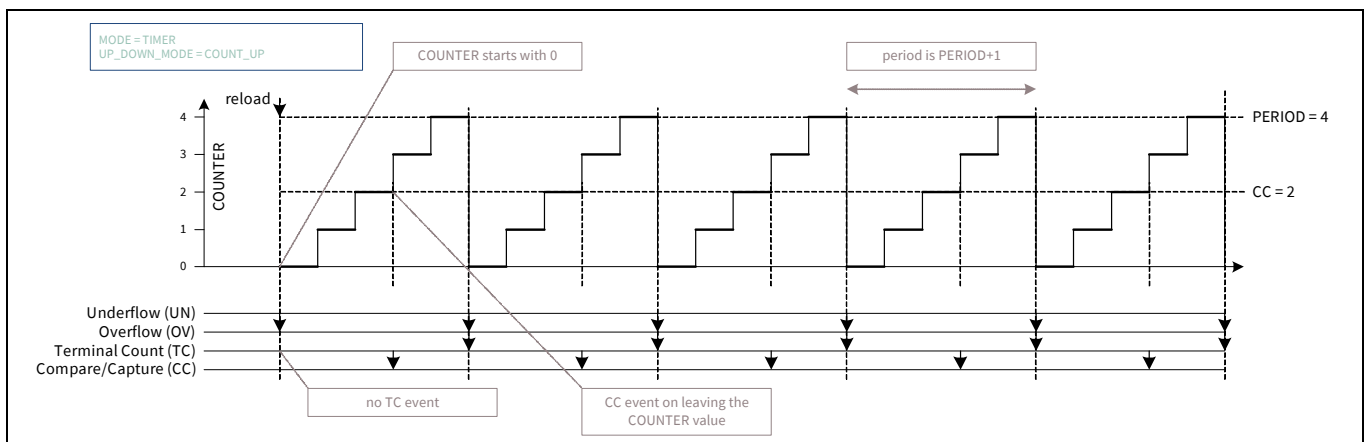 MODE = TIMER
UP_DOWN_MODE = COUNT_UP
COUNTER starts with 0
period is PERIOD+1
reload
4
3
2
1
0
COUNTER
PERIOD = 4
CC = 2
Underflow (UN)
Overflow (OV)
Terminal Count (TC)
Compare/Capture (CC)
no TC event
CC event on leaving the
COUNTER value